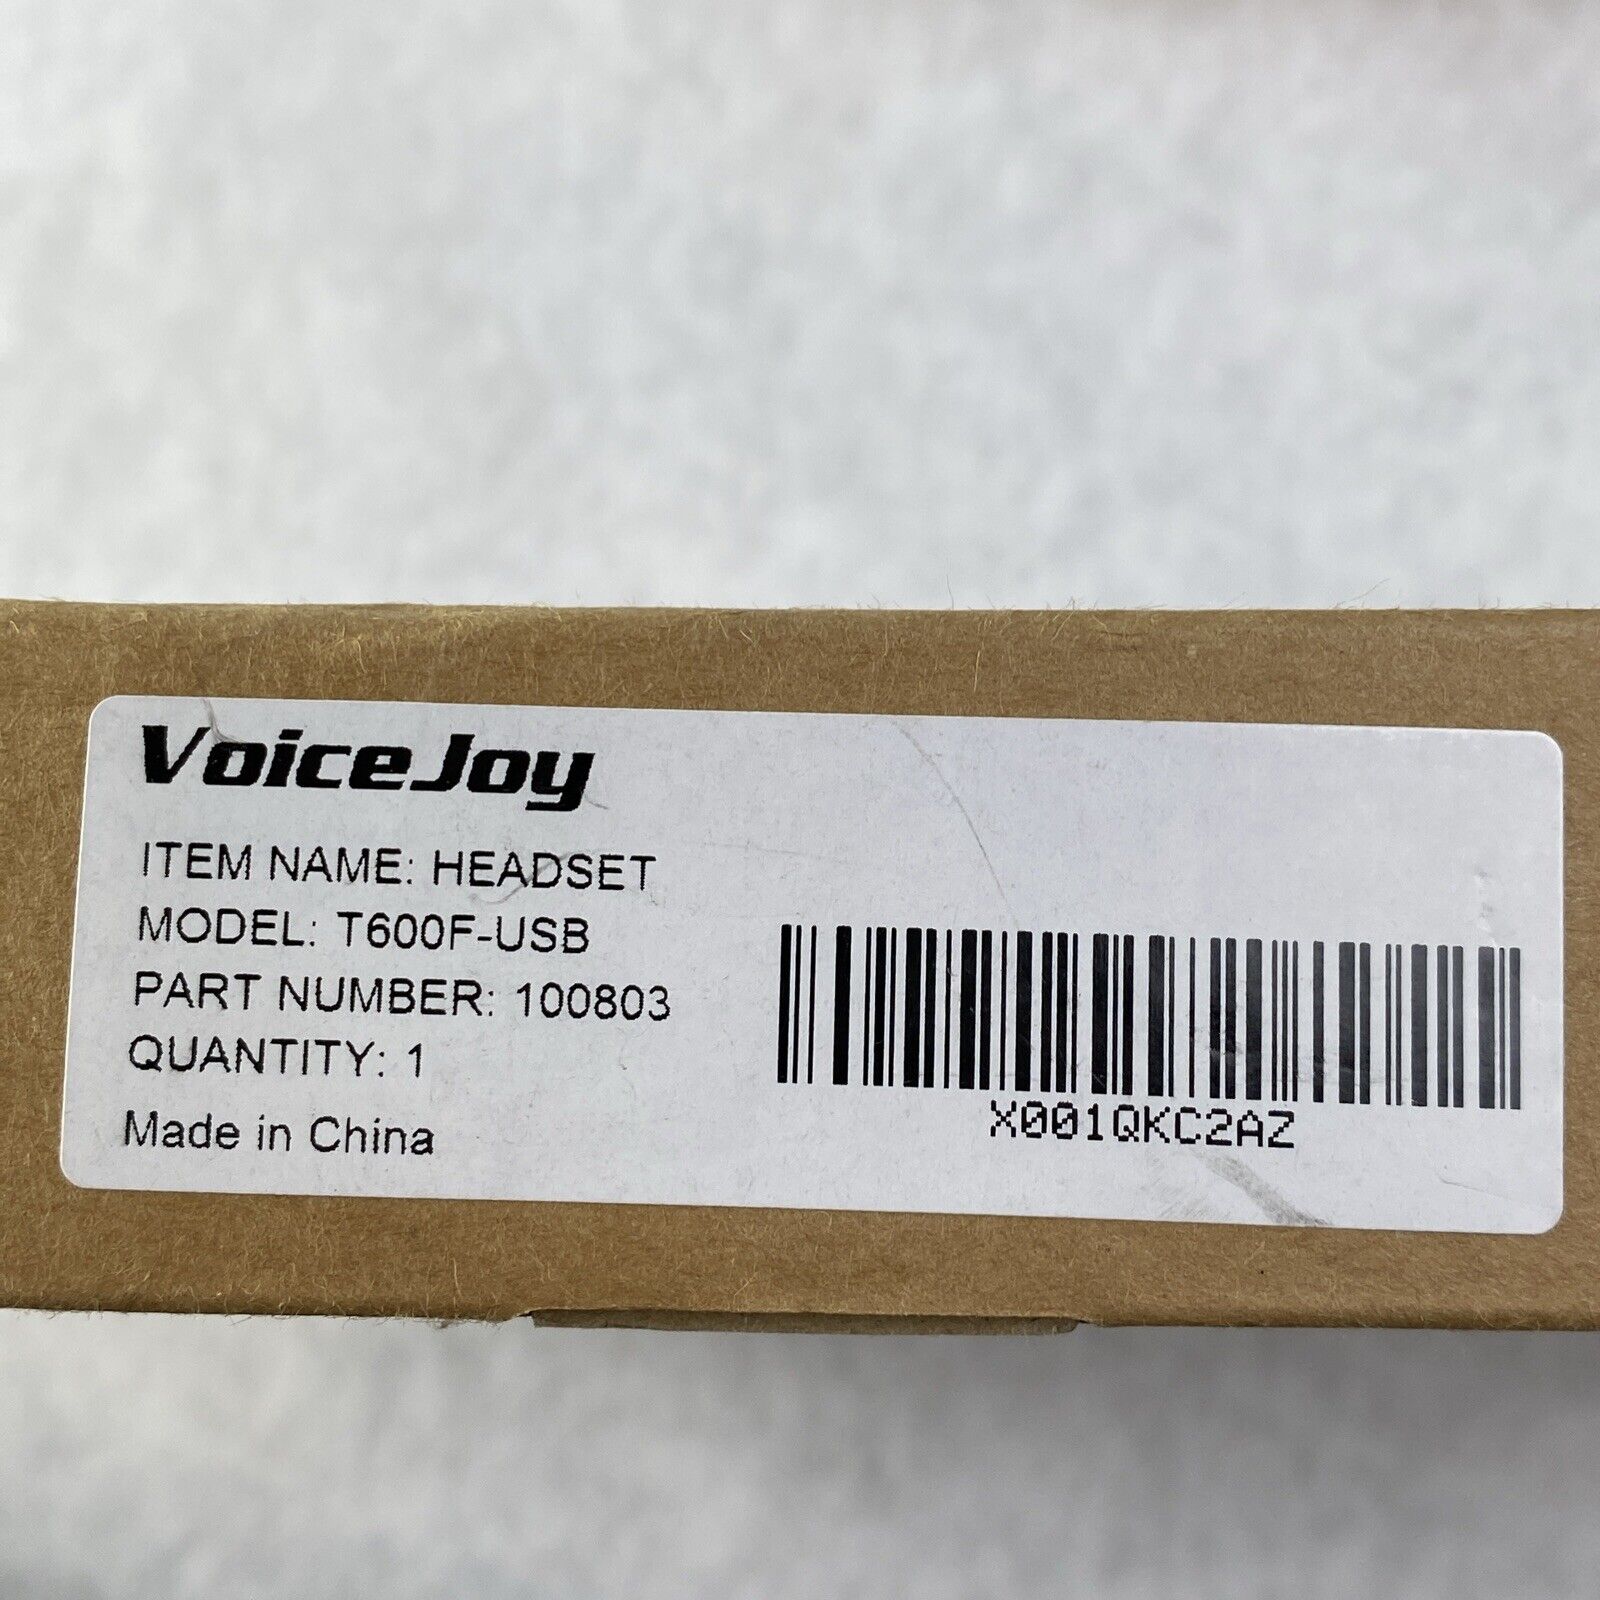 VoiceJoy
ITEM NAME: HEADSET
MODEL: T600F-USB
PART NUMBER: 100803
QUANTITY: 1
Made in China
X001QKC2AZ